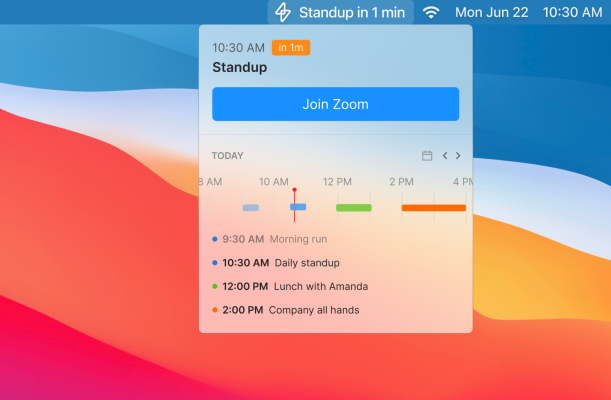 Standup in 1 min Mon Jun 22 10:30 AM
10:30 AM in 1m
Standup
Join Zoom
TODAY
8 AM 10 AM 12 PM 2 PM 4 P
9:30 AM Morning run
10:30 AM Daily standup
12:00 PM Lunch with Amanda
2:00 PM Company all hands